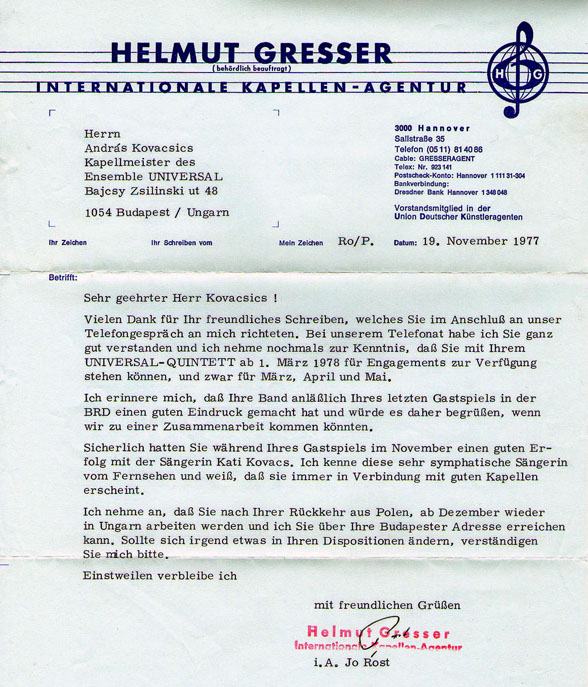 HELMUT GRESSER
(behördlich beauftragt)
INTERNATIONALE KAPELLEN-AGENTUR
H G
Herrn
András Kovacsics
Kapellmeister des
Ensemble UNIVERSAL
Bajcsy Zsilinski ut 48
1054 Budapest / Ungarn
3000 Hannover
Sallstraße 35
Telefon (05 11) 81 40 86
Cable: GRESSERAGENT
Telex: Nr. 923 141
Postscheck-Konto: Hannover 1 111 31-304
Bankverbindung:
Dresdner Bank Hannover 1 348 048
Vorstandsmitglied in der
Union Deutscher Künstleragenten
Ihr Zeichen Ihr Schreiben vom Mein Zeichen Ro/P. Datum: 19. November 1977
Betrifft:
Sehr geehrter Herr Kovacsics !
Vielen Dank für Ihr freundliches Schreiben, welches Sie im Anschluß an unser
Telefongespräch an mich richteten. Bei unserem Telefonat habe ich Sie ganz
gut verstanden und ich nehme nochmals zur Kenntnis, daß Sie mit Ihrem
UNIVERSAL-QUINTETT ab 1. März 1978 für Engagements zur Verfügung
stehen können, und zwar für März, April und Mai.
Ich erinnere mich, daß Ihre Band anläßlich Ihres letzten Gastspiels in der
BRD einen guten Eindruck gemacht hat und würde es daher begrüßen, wenn
wir zu einer Zusammenarbeit kommen könnten.
Sicherlich hatten Sie während Ihres Gastspiels im November einen guten Er-
folg mit der Sängerin Kati Kovacs. Ich kenne diese sehr symphatische Sängerin
vom Fernsehen und weiß, daß sie immer in Verbindung mit guten Kapellen
erscheint.
Ich nehme an, daß Sie nach Ihrer Rückkehr aus Polen, ab Dezember wieder
in Ungarn arbeiten werden und ich Sie über Ihre Budapester Adresse erreichen
kann. Sollte sich irgend etwas in Ihren Dispositionen ändern, verständigen
Sie mich bitte.
Einstweilen verbleibe ich
mit freundlichen Grüßen
Helmut Gresser
Internationale Kapellen-Agentur
i.A. Jo Rost